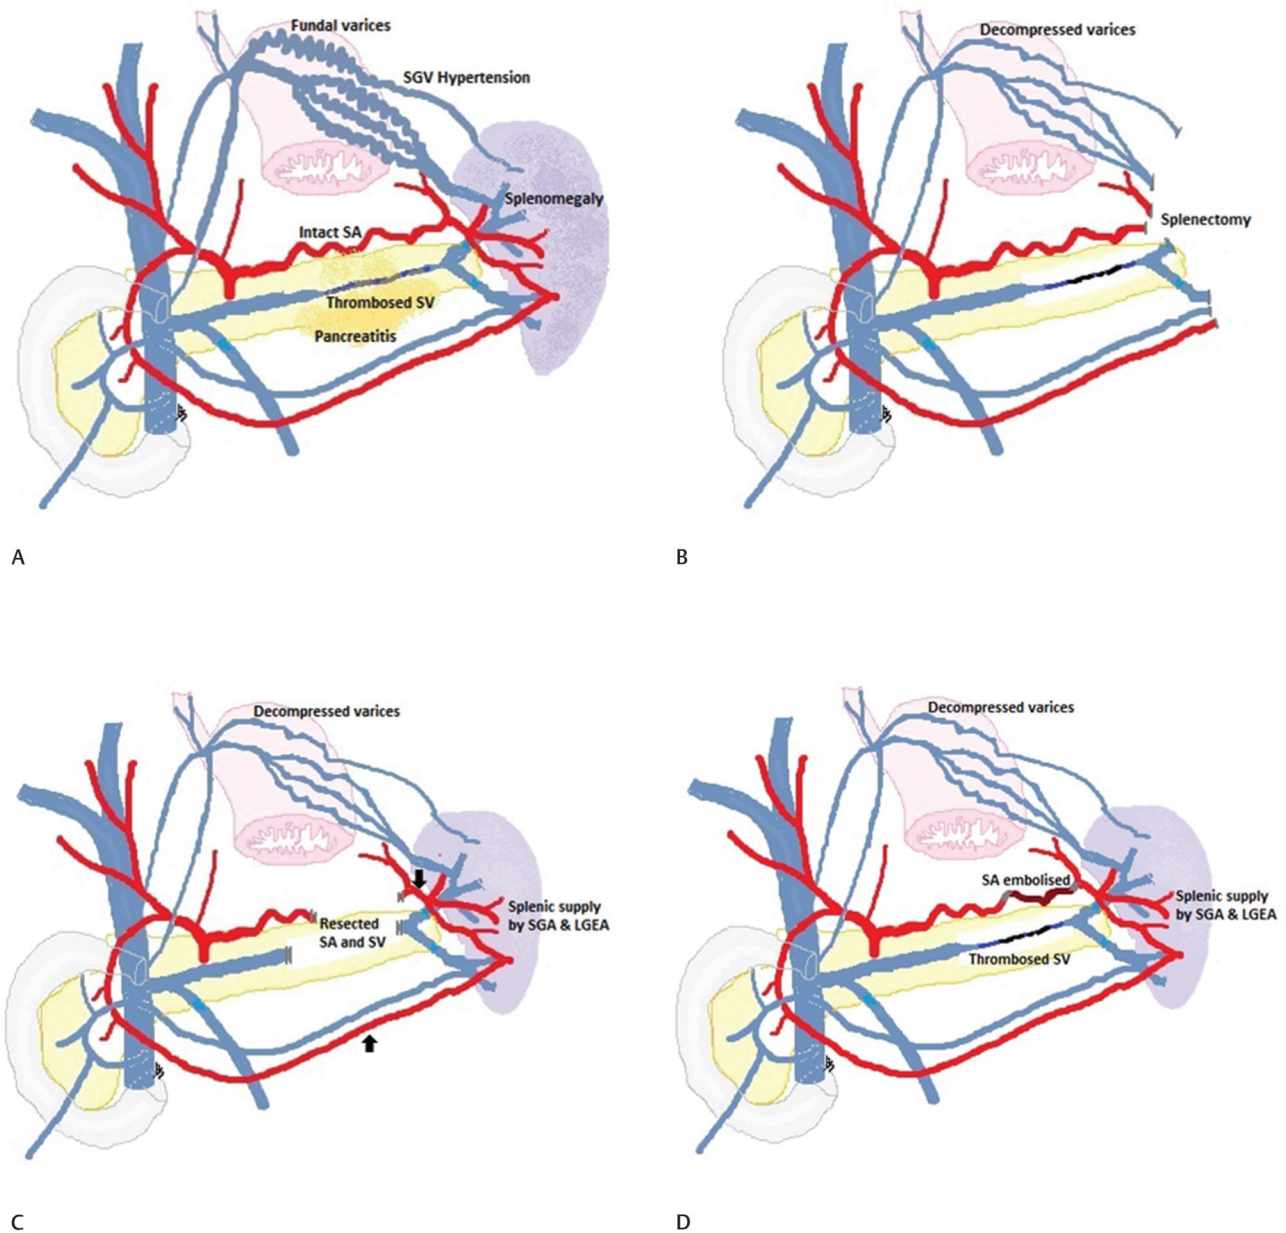 Fundal varices
SGV Hypertension
Splenomegaly
Intact SA
Thrombosed SV
Pancreatitis
A
Decompressed varices
Splenectomy
B
Decompressed varices
Resected
SA and SV
Splenic supply
by SGA & LGEA
C
Decompressed varices
SA embolised
Splenic supply
by SGA & LGEA
Thrombosed SV
D